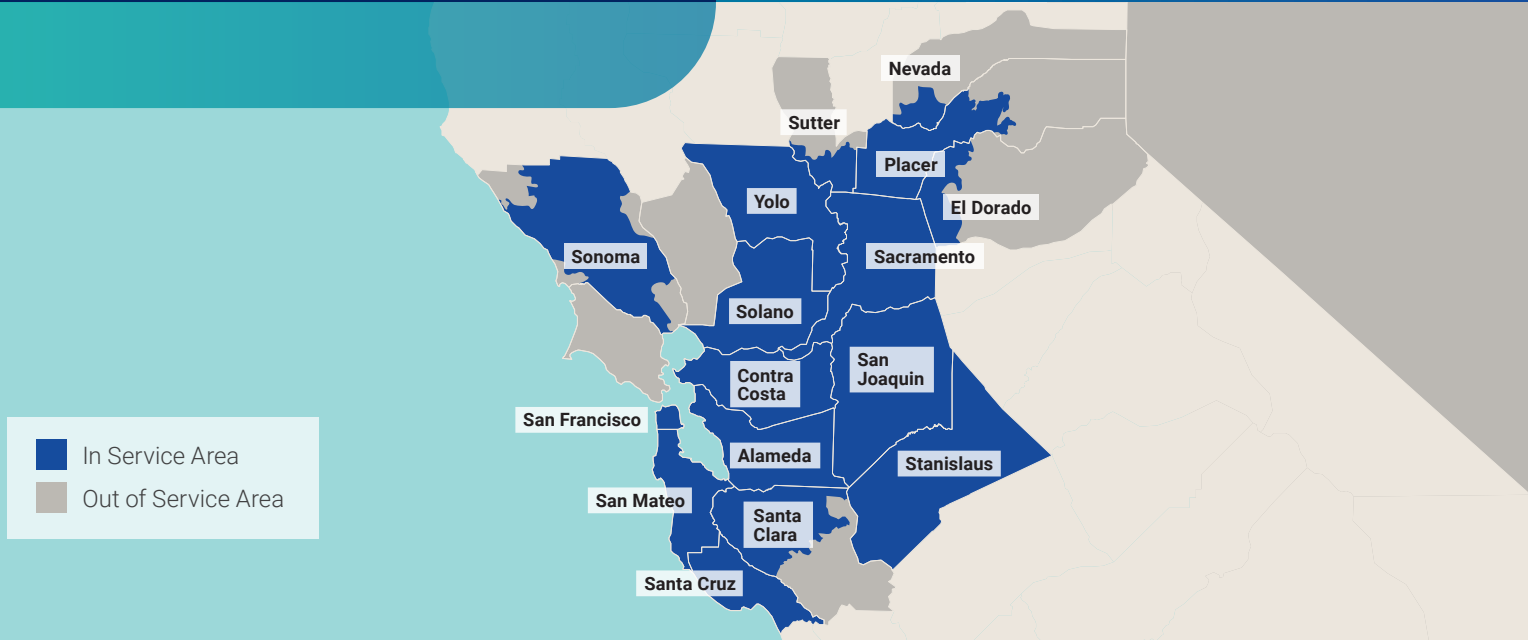 Nevada
Sutter
Placer
Yolo
El Dorado
Sonoma
Sacramento
Solano
San
Joaquin
Contra
Costa
San Francisco
Alameda
Stanislaus
San Mateo
Santa
Clara
Santa Cruz
In Service Area
Out of Service Area